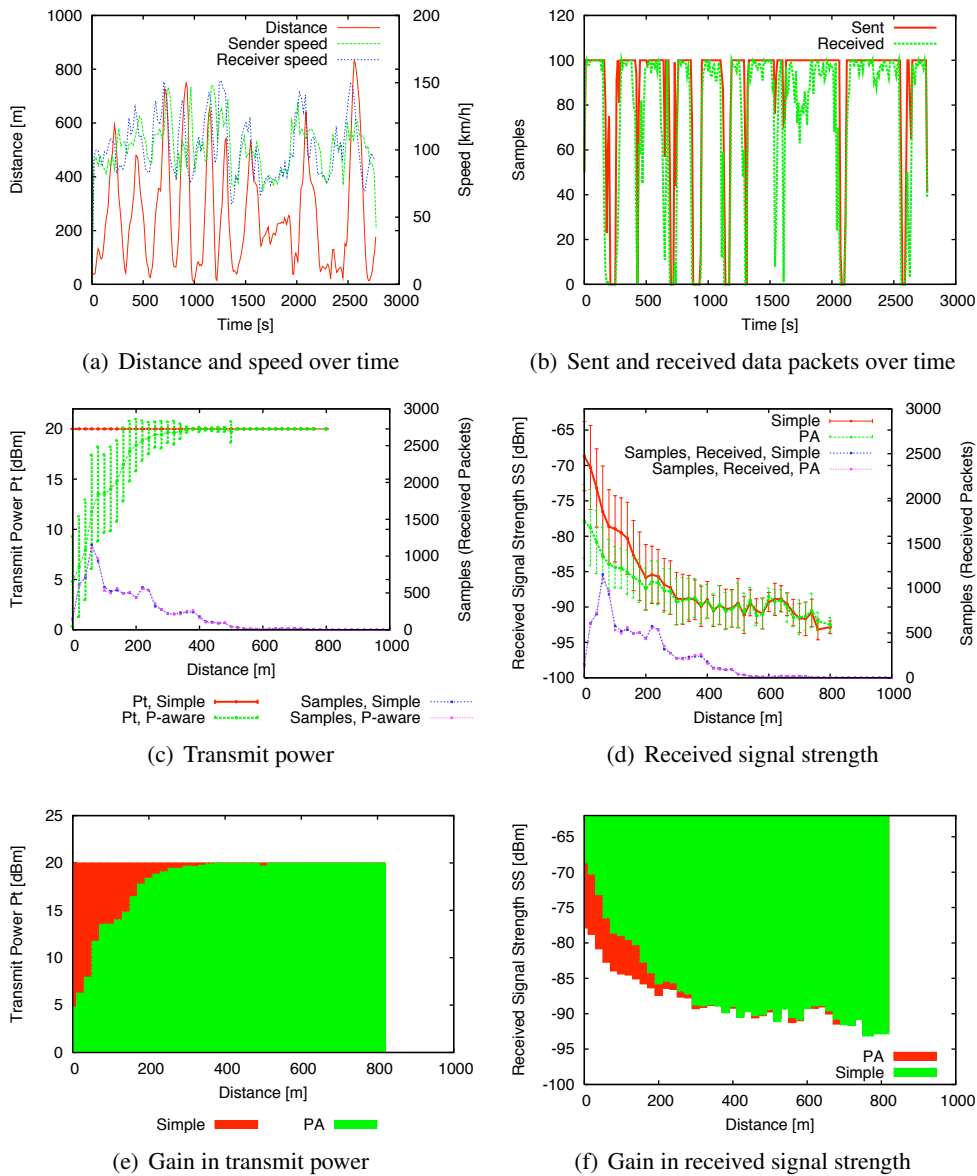 Distance
Sender speed
Receiver speed
1000
800
600
400
200
0
Distance [m]
200
150
100
50
0
Speed [km/h]
0 500 1000 1500 2000 2500 3000
Time [s]
(a) Distance and speed over time
Sent
Received
120
100
80
60
40
20
0
Samples
0 500 1000 1500 2000 2500 3000
Time [s]
(b) Sent and received data packets over time
20
15
10
5
0
Transmit Power Pt [dBm]
3000
2500
2000
1500
1000
500
0
Samples (Received Packets)
0 200 400 600 800 1000
Distance [m]
Pt, Simple
Pt, P-aware
Samples, Simple
Samples, P-aware
(c) Transmit power
Simple
PA
Samples, Received, Simple
Samples, Received, PA
-65
-70
-75
-80
-85
-90
-95
-100
Received Signal Strength SS [dBm]
3000
2500
2000
1500
1000
500
0
Samples (Received Packets)
0 200 400 600 800 1000
Distance [m]
(d) Received signal strength
25
20
15
10
5
0
Transmit Power Pt [dBm]
0 200 400 600 800 1000
Distance [m]
Simple
PA
(e) Gain in transmit power
-65
-70
-75
-80
-85
-90
-95
-100
Received Signal Strength SS [dBm]
PA
Simple
0 200 400 600 800 1000
Distance [m]
(f) Gain in received signal strength